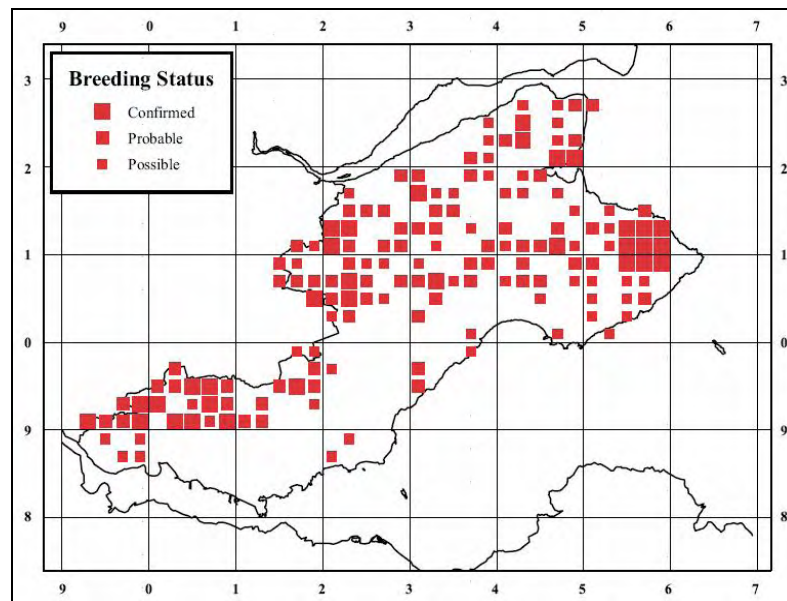 9 0 1 2 3 4 5 6 7
Breeding Status
Confirmed
Probable
Possible
3 3
2 2
1 1
0 0
9 9
8 8
9 0 1 2 3 4 5 6 7